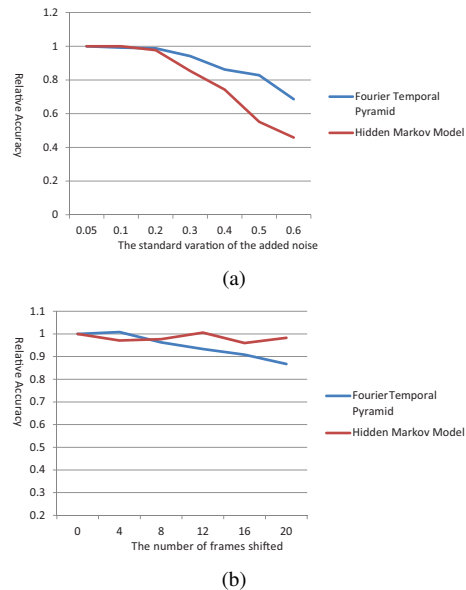 1.2
1
0.8
0.6
0.4
0.2
0
Relative Accuracy
0.05 0.1 0.2 0.3 0.4 0.5 0.6
The standard varation of the added noise
Fourier Temporal
Pyramid
Hidden Markov Model
(a)
1.1
1
0.9
0.8
0.7
0.6
0.5
0.4
0.3
0.2
Relative Accuracy
0 4 8 12 16 20
The number of frames shifted
Fourier Temporal
Pyramid
Hidden Markov Model
(b)